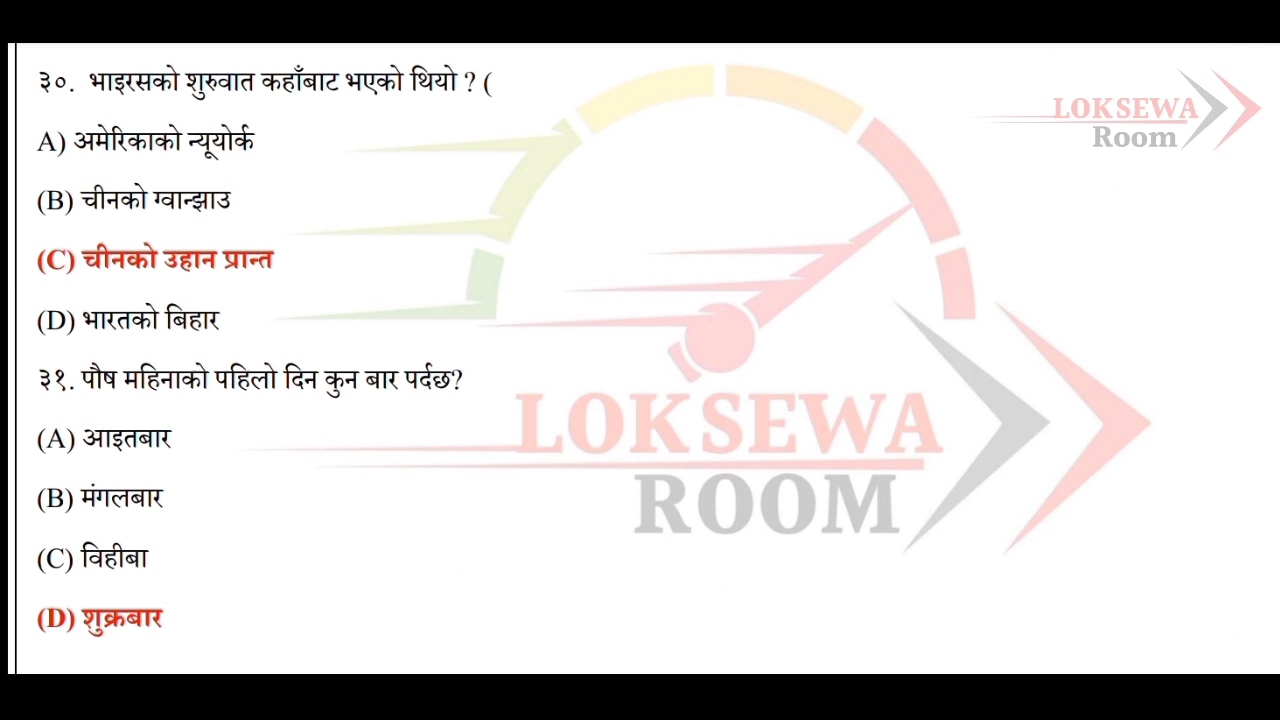 ३०. भाइरसको शुरुवात कहाँबाट भएको थियो ? (
A) अमेरिकाको न्यूयोर्क
(B) चीनको ग्वान्झाउ
(C) चीनको उहान प्रान्त
(D) भारतको बिहार
३१. पौष महिनाको पहिलो दिन कुन बार पर्दछ?
(A) आइतबार
(B) मंगलबार
(C) विहीबा
(D) शुक्रबार
LOKSEWA
Room
LOKSEWA
ROOM